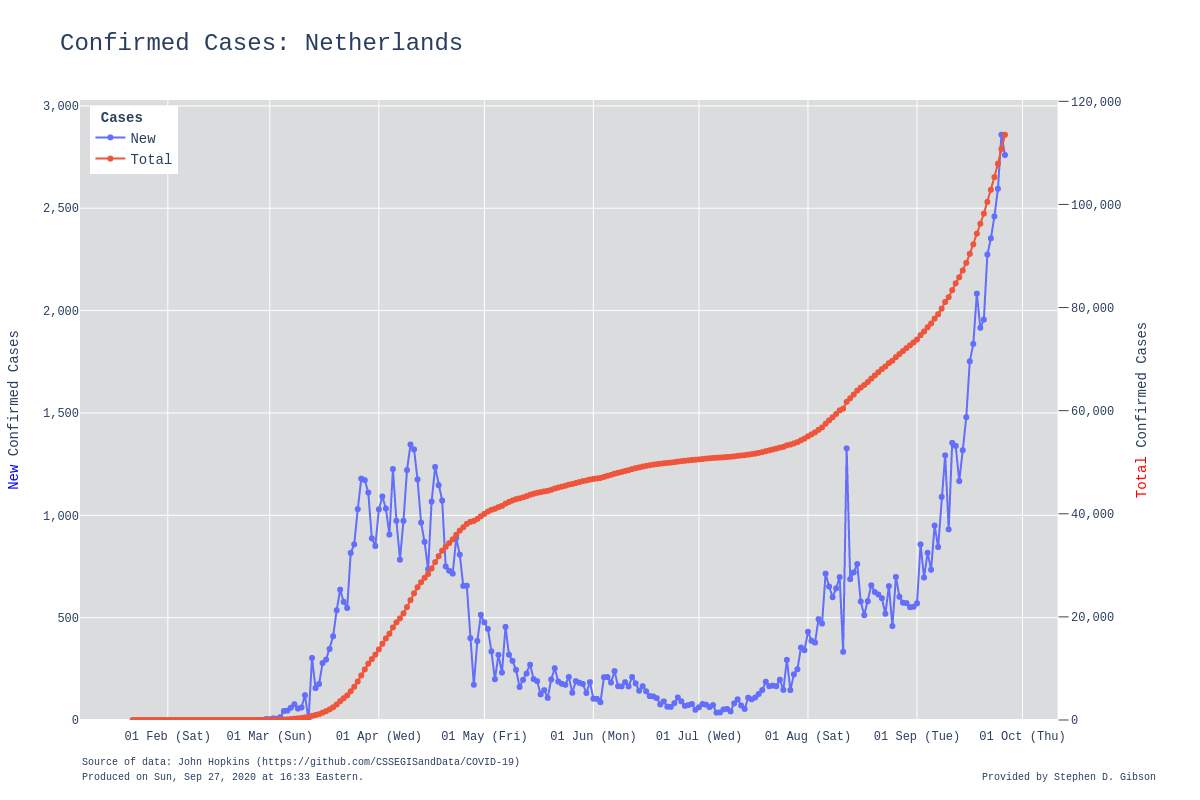 Confirmed Cases: Netherlands
Cases
New
Total
3,000
2,500
2,000
1,500
1,000
500
0
120,000
100,000
80,000
60,000
40,000
20,000
0
New Confirmed Cases
Total Confirmed Cases
01 Feb (Sat) 01 Mar (Sun) 01 Apr (Wed) 01 May (Fri) 01 Jun (Mon) 01 Jul (Wed) 01 Aug (Sat) 01 Sep (Tue) 01 Oct (Thu)
Source of data: John Hopkins (https://github.com/CSSEGISandData/COVID-19)
Produced on Sun, Sep 27, 2020 at 16:33 Eastern.
Provided by Stephen D. Gibson